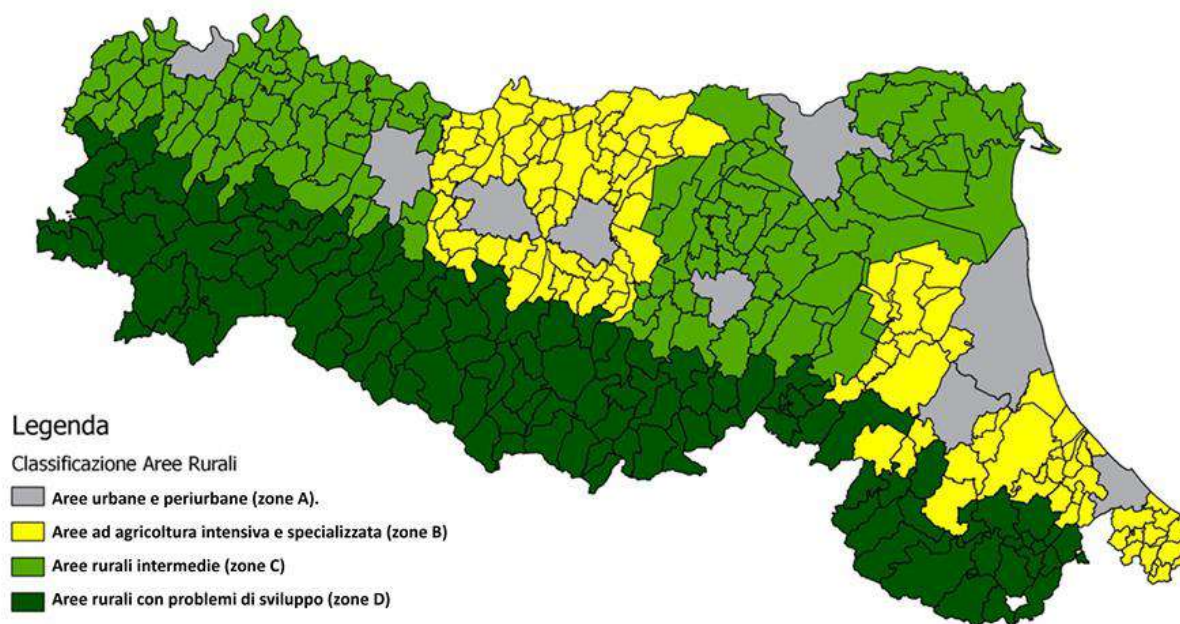 Legenda
Classificazione Aree Rurali
Aree urbane e periurbane (zone A).
Aree ad agricoltura intensiva e specializzata (zone B)
Aree rurali intermedie (zone C)
Aree rurali con problemi di sviluppo (zone D)